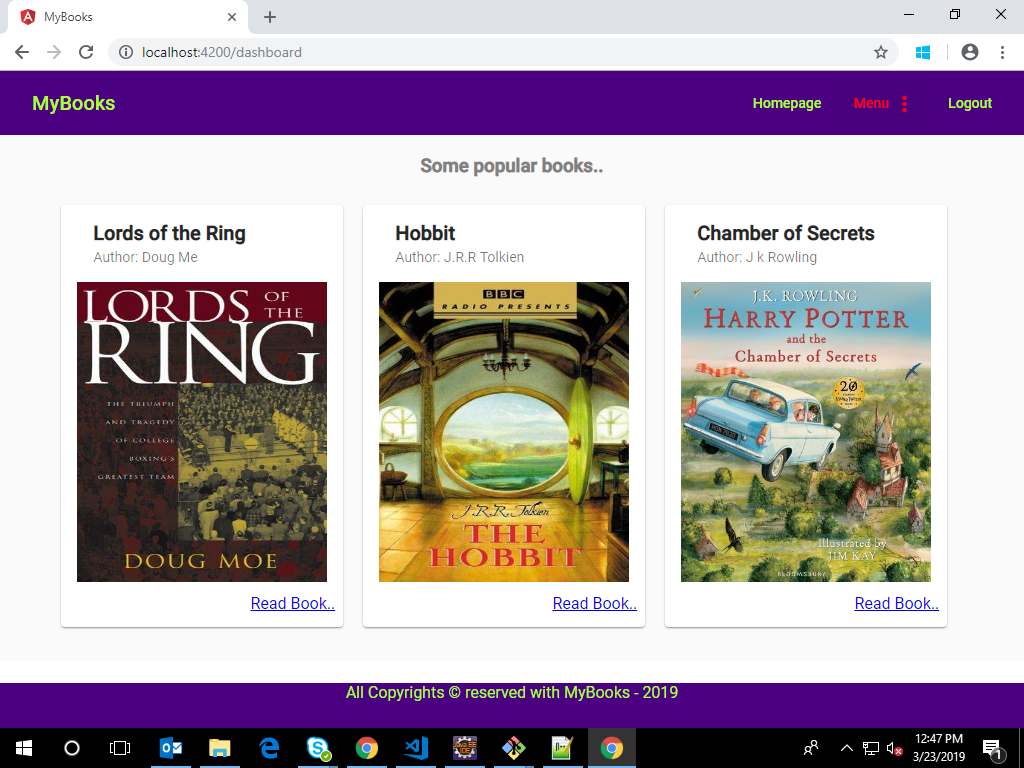 MyBooks
localhost:4200/dashboard
MyBooks
Homepage
Menu
Logout
Some popular books..
Lords of the Ring
Author: Doug Me
LORDS OF THE
RING
THE TRIUMPH
AND TRAGEDY
OF COLLEGE
BOXING'S
GREATEST TEAM
DOUG MOE
Read Book..
Hobbit
Author: J.R.R Tolkien
BBC
RADIO PRESENTS
J.R.R. Tolkien
THE
HOBBIT
Read Book..
Chamber of Secrets
Author: J k Rowling
J.K. ROWLING
HARRY POTTER
and the
Chamber of Secrets
20
Illustrated by
JIM KAY
BLOOMSBURY
Read Book..
All Copyrights © reserved with MyBooks - 2019
12:47 PM
3/23/2019
1